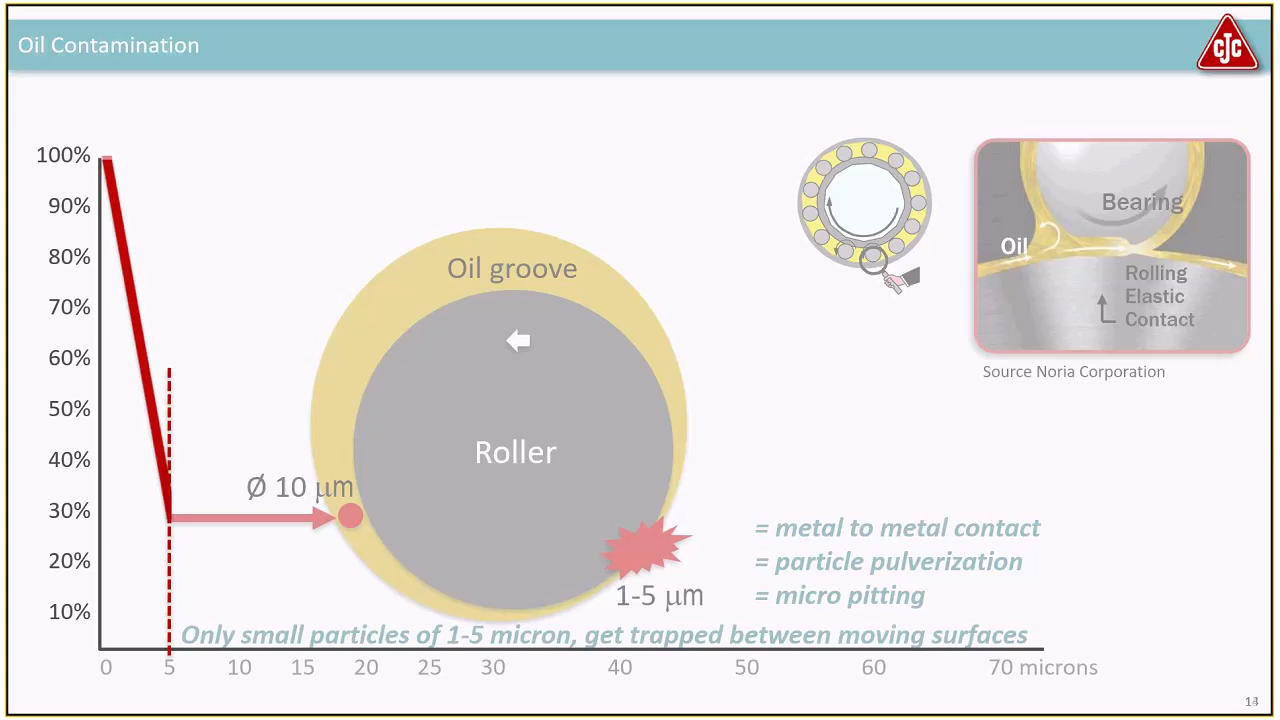 Oil Contamination
CJC
100%
90%
80%
70%
60%
50%
40%
30%
20%
10%
Oil groove
Roller
Ø 10 µm
1-5 µm
Bearing
Oil
Rolling
Elastic
Contact
Source Noria Corporation
= metal to metal contact
= particle pulverization
= micro pitting
Only small particles of 1-5 micron, get trapped between moving surfaces
0 5 10 15 20 25 30 40 50 60 70 microns